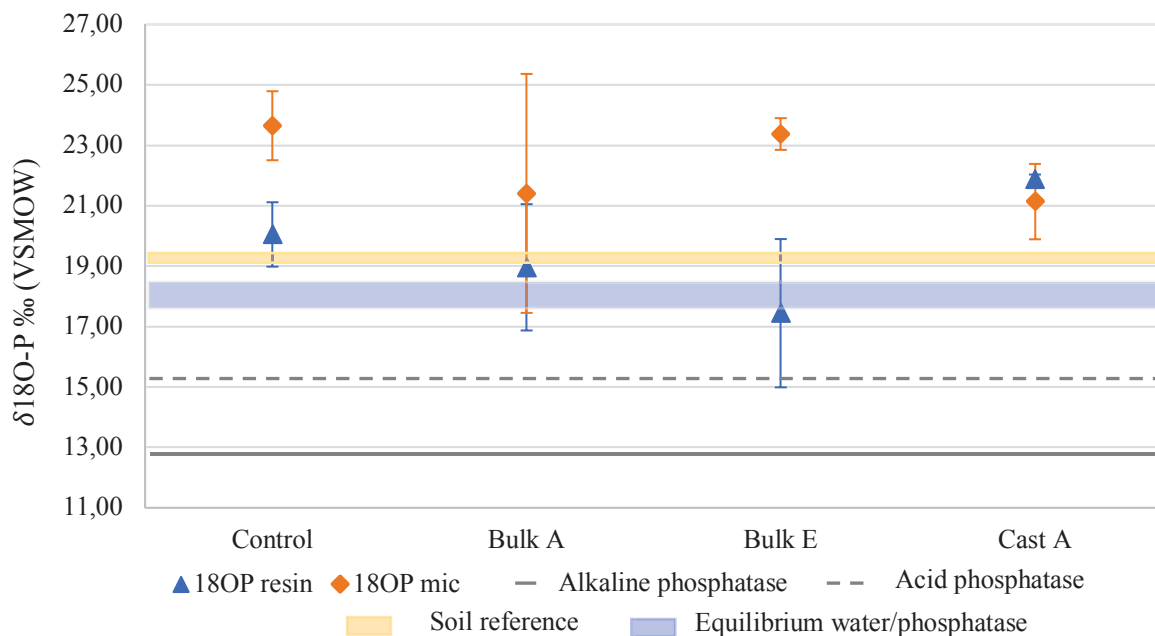 27,00
25,00
23,00
21,00
19,00
17,00
15,00
13,00
11,00
δ18O-P ‰ (VSMOW)
Control Bulk A Bulk E Cast A
18OP resin 18OP mic Alkaline phosphatase Acid phosphatase
Soil reference Equilibrium water/phosphatase